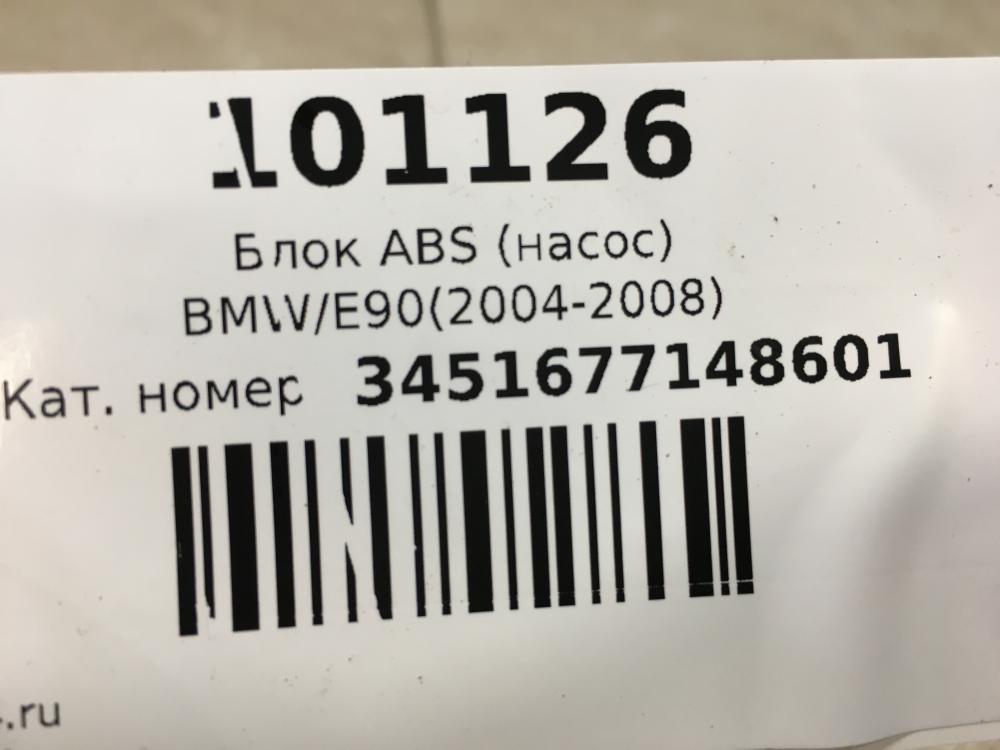 101126
Блок ABS (насос)
BMW/E90(2004-2008)
Кат. номер 3451677148601
.ru